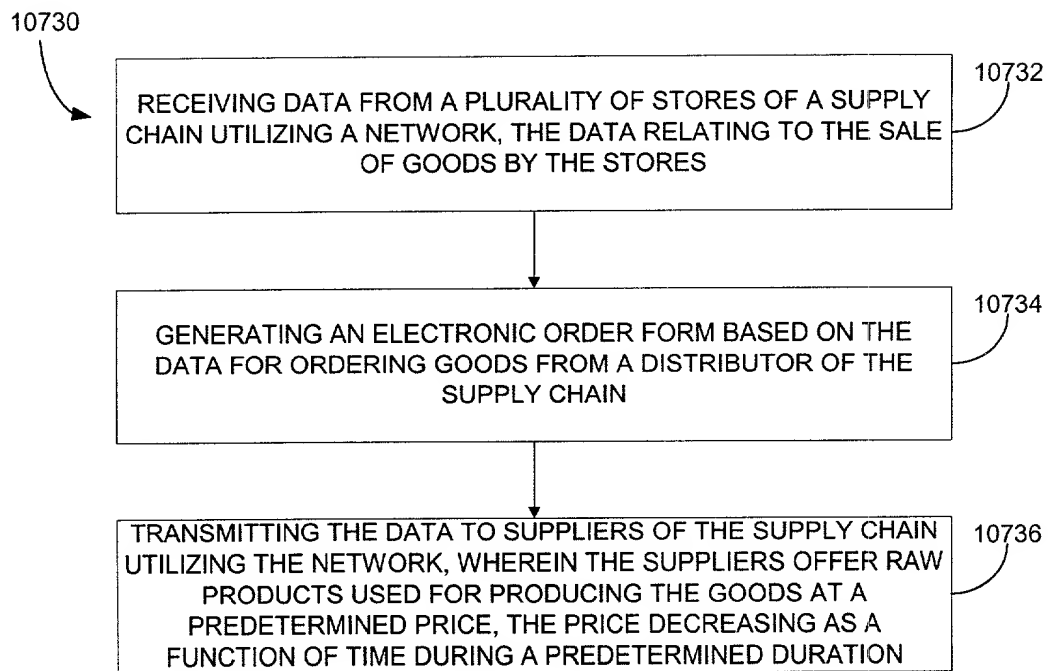 10730
10732
RECEIVING DATA FROM A PLURALITY OF STORES OF A SUPPLY
CHAIN UTILIZING A NETWORK, THE DATA RELATING TO THE SALE
OF GOODS BY THE STORES
10734
GENERATING AN ELECTRONIC ORDER FORM BASED ON THE
DATA FOR ORDERING GOODS FROM A DISTRIBUTOR OF THE
SUPPLY CHAIN
10736
TRANSMITTING THE DATA TO SUPPLIERS OF THE SUPPLY CHAIN
UTILIZING THE NETWORK, WHEREIN THE SUPPLIERS OFFER RAW
PRODUCTS USED FOR PRODUCING THE GOODS AT A
PREDETERMINED PRICE, THE PRICE DECREASING AS A
FUNCTION OF TIME DURING A PREDETERMINED DURATION